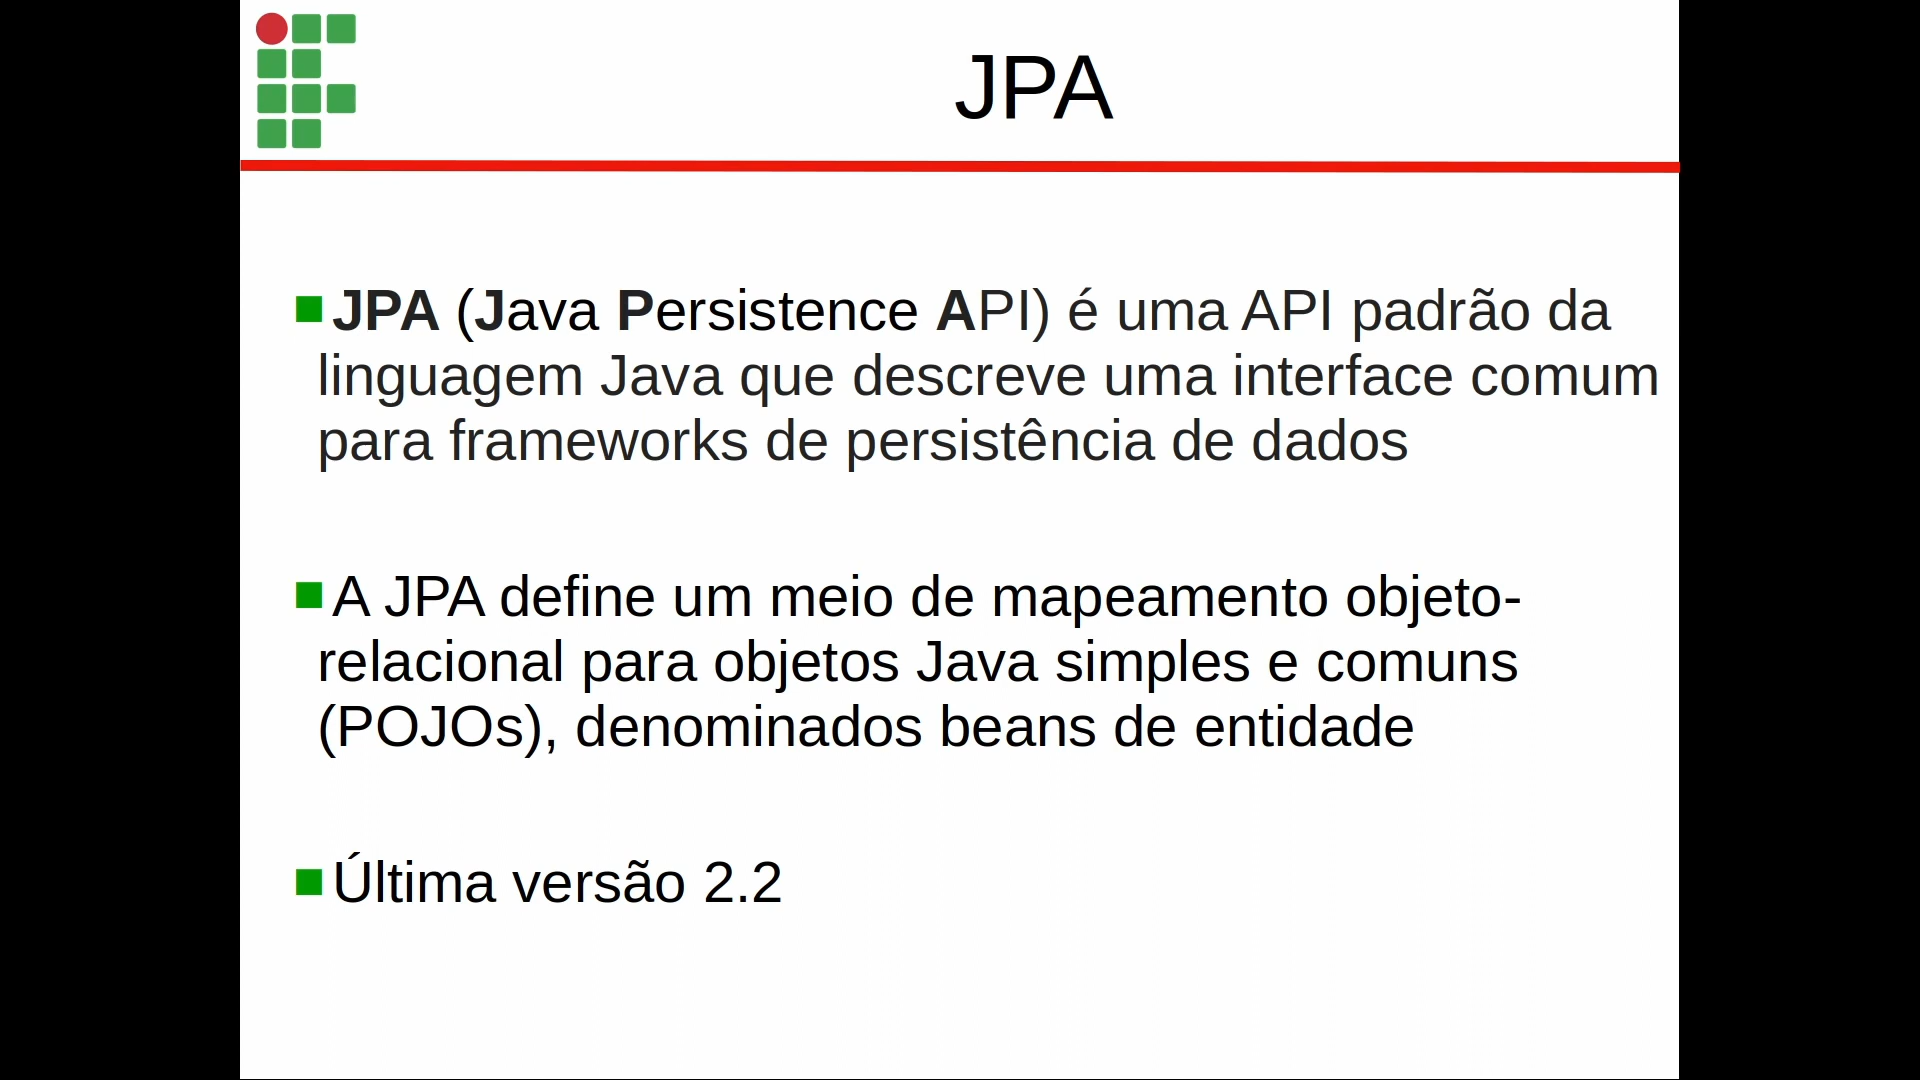 JPA
JPA (Java Persistence API) é uma API padrão da
linguagem Java que descreve uma interface comum
para frameworks de persistência de dados
A JPA define um meio de mapeamento objeto-
relacional para objetos Java simples e comuns
(POJOs), denominados beans de entidade
Última versão 2.2